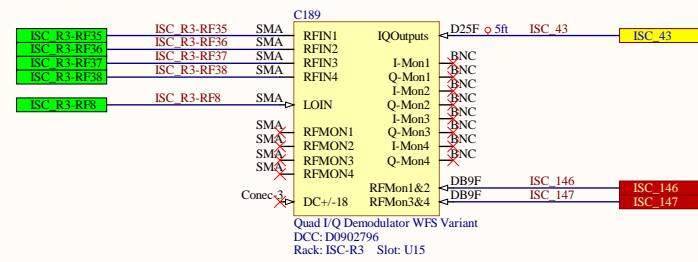 C189
ISC_R3-RF35 ISC_R3-RF35 SMA RFIN1 IQOutputs D25F 5ft ISC_43 ISC_43
ISC_R3-RF36 ISC_R3-RF36 SMA RFIN2
ISC_R3-RF37 ISC_R3-RF37 SMA RFIN3 I-Mon1 BNC
ISC_R3-RF38 ISC_R3-RF38 SMA RFIN4 Q-Mon1 BNC
I-Mon2 BNC
ISC_R3-RF8 ISC_R3-RF8 SMA LOIN Q-Mon2 BNC
I-Mon3 BNC
SMA RFMON1 Q-Mon3 BNC
SMA RFMON2 I-Mon4 BNC
SMA RFMON3 Q-Mon4 BNC
SMA RFMON4
RFMon1&2 DB9F ISC_146 ISC_146
Conec-3 DC+/-18 RFMon3&4 DB9F ISC_147 ISC_147
Quad I/Q Demodulator WFS Variant
DCC: D0902796
Rack: ISC-R3 Slot: U15